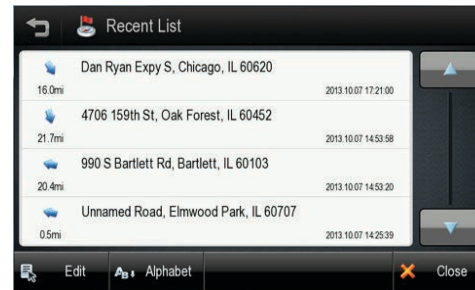 Recent List
Dan Ryan Expy S, Chicago, IL 60620
16.0mi 2013.10.07 17:21:00
4706 159th St, Oak Forest, IL 60452
21.7mi 2013.10.07 14:53:58
990 S Bartlett Rd, Bartlett, IL 60103
20.4mi 2013.10.07 14:53:20
Unnamed Road, Elmwood Park, IL 60707
0.5mi 2013.10.07 14:25:39
Edit AB Alphabet Close